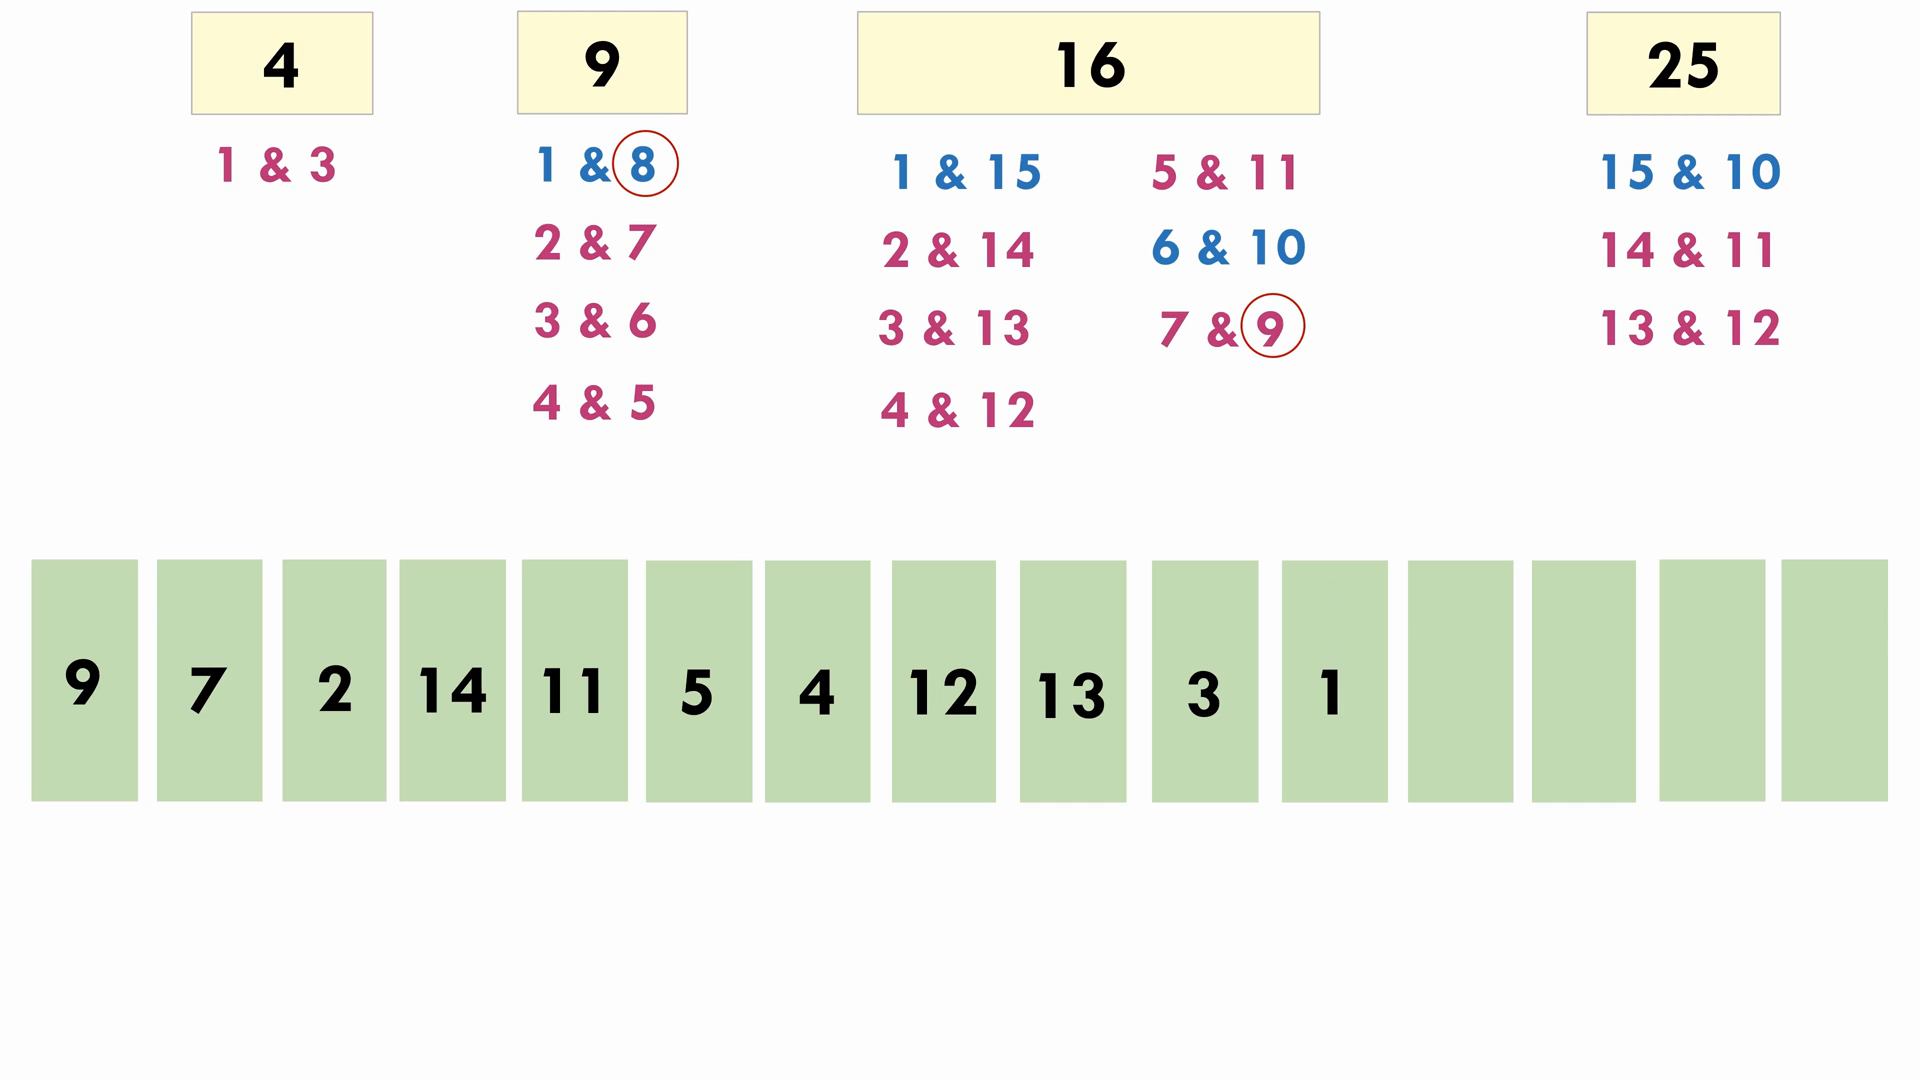 4 9 16 25
1 & 3 1 & 8 1 & 15 5 & 11 15 & 10
2 & 7 2 & 14 6 & 10 14 & 11
3 & 6 3 & 13 7 & 9 13 & 12
4 & 5 4 & 12
9 7 2 14 11 5 4 12 13 3 1